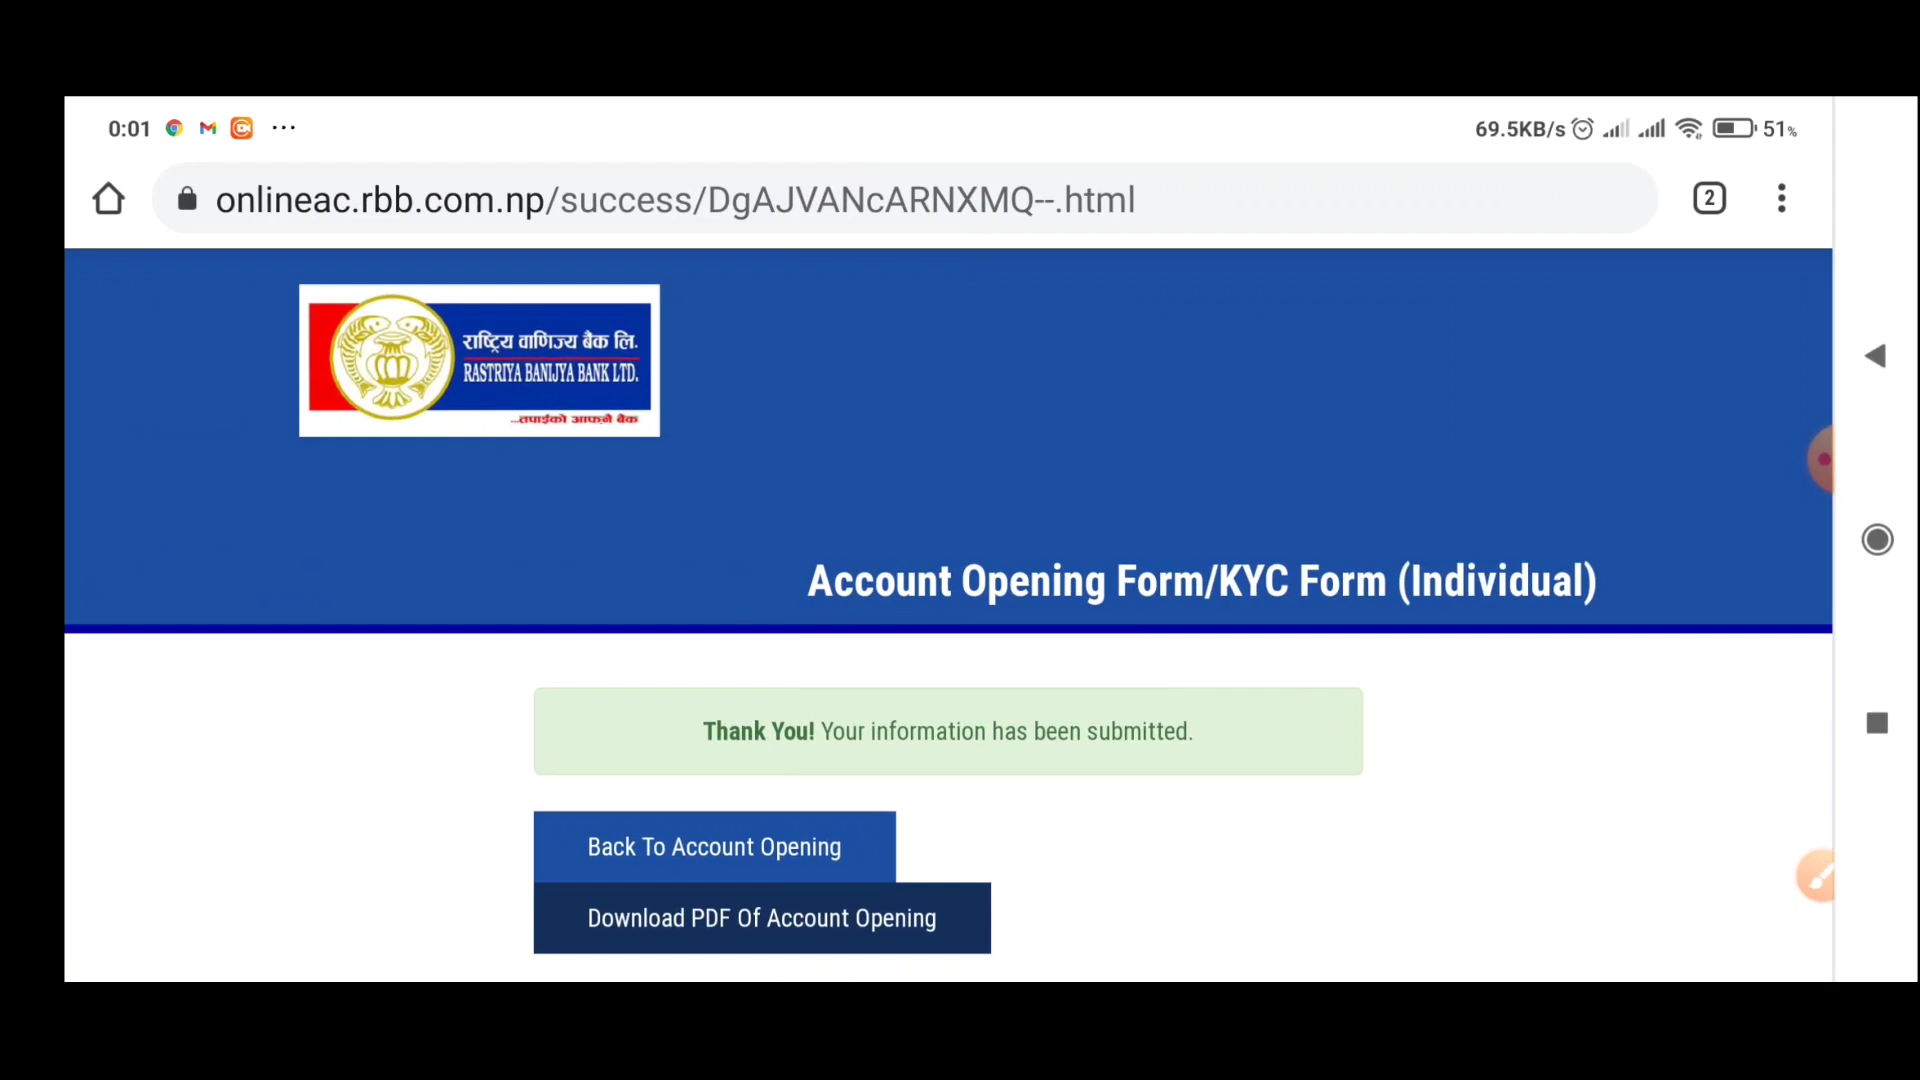 0:01 ... 69.5KB/s 51%
onlineac.rbb.com.np/success/DgAJVANcARNXMQ--.html 2
राष्ट्रिय वाणिज्य बैंक लि.
RASTRIYA BANIJYA BANK LTD.
...तपाईको आफ्नै बैंक
Account Opening Form/KYC Form (Individual)
Thank You! Your information has been submitted.
Back To Account Opening
Download PDF Of Account Opening